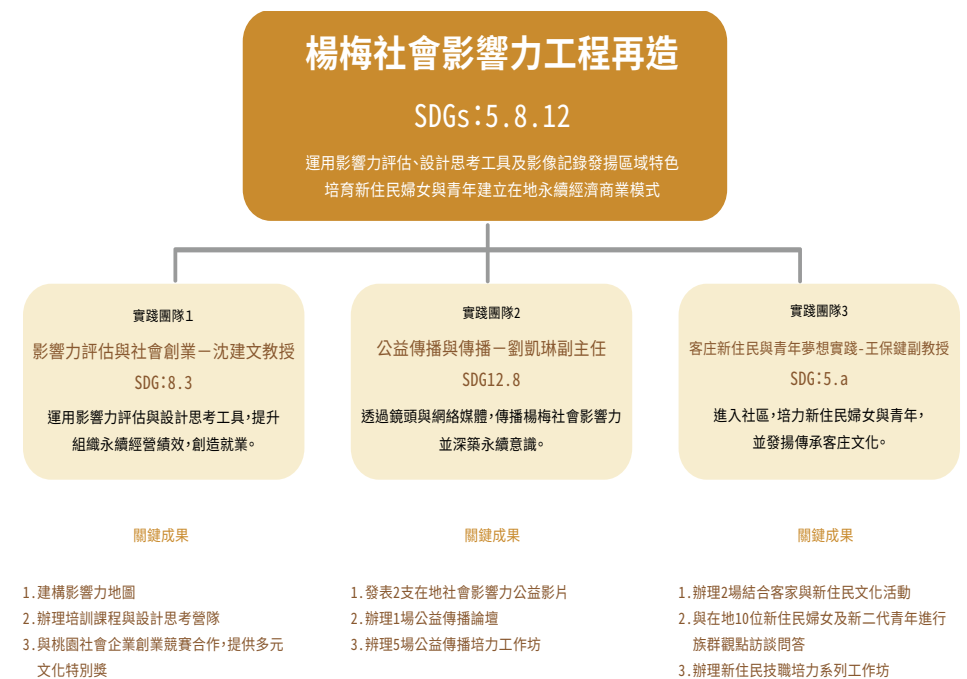 楊梅社會影響力工程再造
SDGs:5.8.12
運用影響力評估、設計思考工具及影像記錄發揚區域特色
培育新住民婦女與青年建立在地永續經濟商業模式
實踐團隊1
影響力評估與社會創業－沈建文教授
SDG:8.3
運用影響力評估與設計思考工具,提升
組織永續經營績效,創造就業。
實踐團隊2
公益傳播與傳播－劉凱琳副主任
SDG12.8
透過鏡頭與網絡媒體,傳播楊梅社會影響力
並深築永續意識。
實踐團隊3
客庄新住民與青年夢想實踐-王保鍵副教授
SDG:5.a
進入社區,培力新住民婦女與青年,
並發揚傳承客庄文化。
關鍵成果
1.建構影響力地圖
2.辦理培訓課程與設計思考營隊
3.與桃園社會企業創業競賽合作,提供多元
文化特別獎
關鍵成果
1.發表2支在地社會影響力公益影片
2.辦理1場公益傳播論壇
3.辨理5場公益傳播培力工作坊
關鍵成果
1.辦理2場結合客家與新住民文化活動
2.與在地10位新住民婦女及新二代青年進行
族群觀點訪談問答
3.辦理新住民技職培力系列工作坊